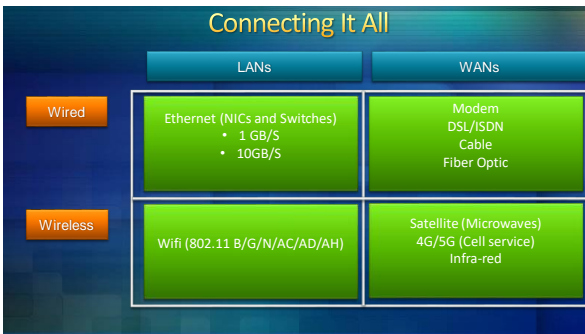 Connecting It All
LANs
WANs
Wired
Ethernet (NICs and Switches)
• 1 GB/S
• 10GB/S
Modem
DSL/ISDN
Cable
Fiber Optic
Wireless
Wifi (802.11 B/G/N/AC/AD/AH)
Satellite (Microwaves)
4G/5G (Cell service)
Infra-red